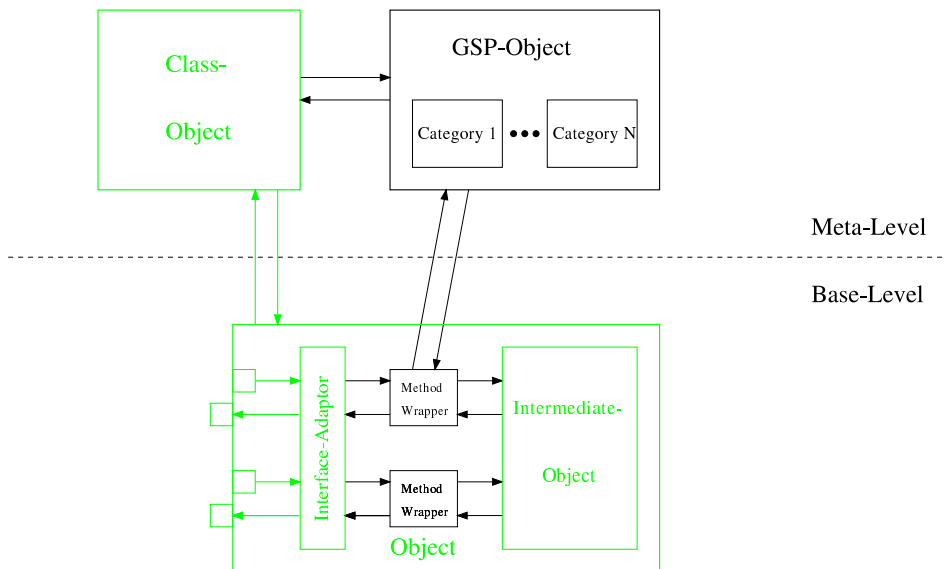 Class-
Object
GSP-Object
Category 1
Category N
Meta-Level
Base-Level
Interface-Adaptor
Method
Wrapper
Intermediate-
Object
Method
Wrapper
Object